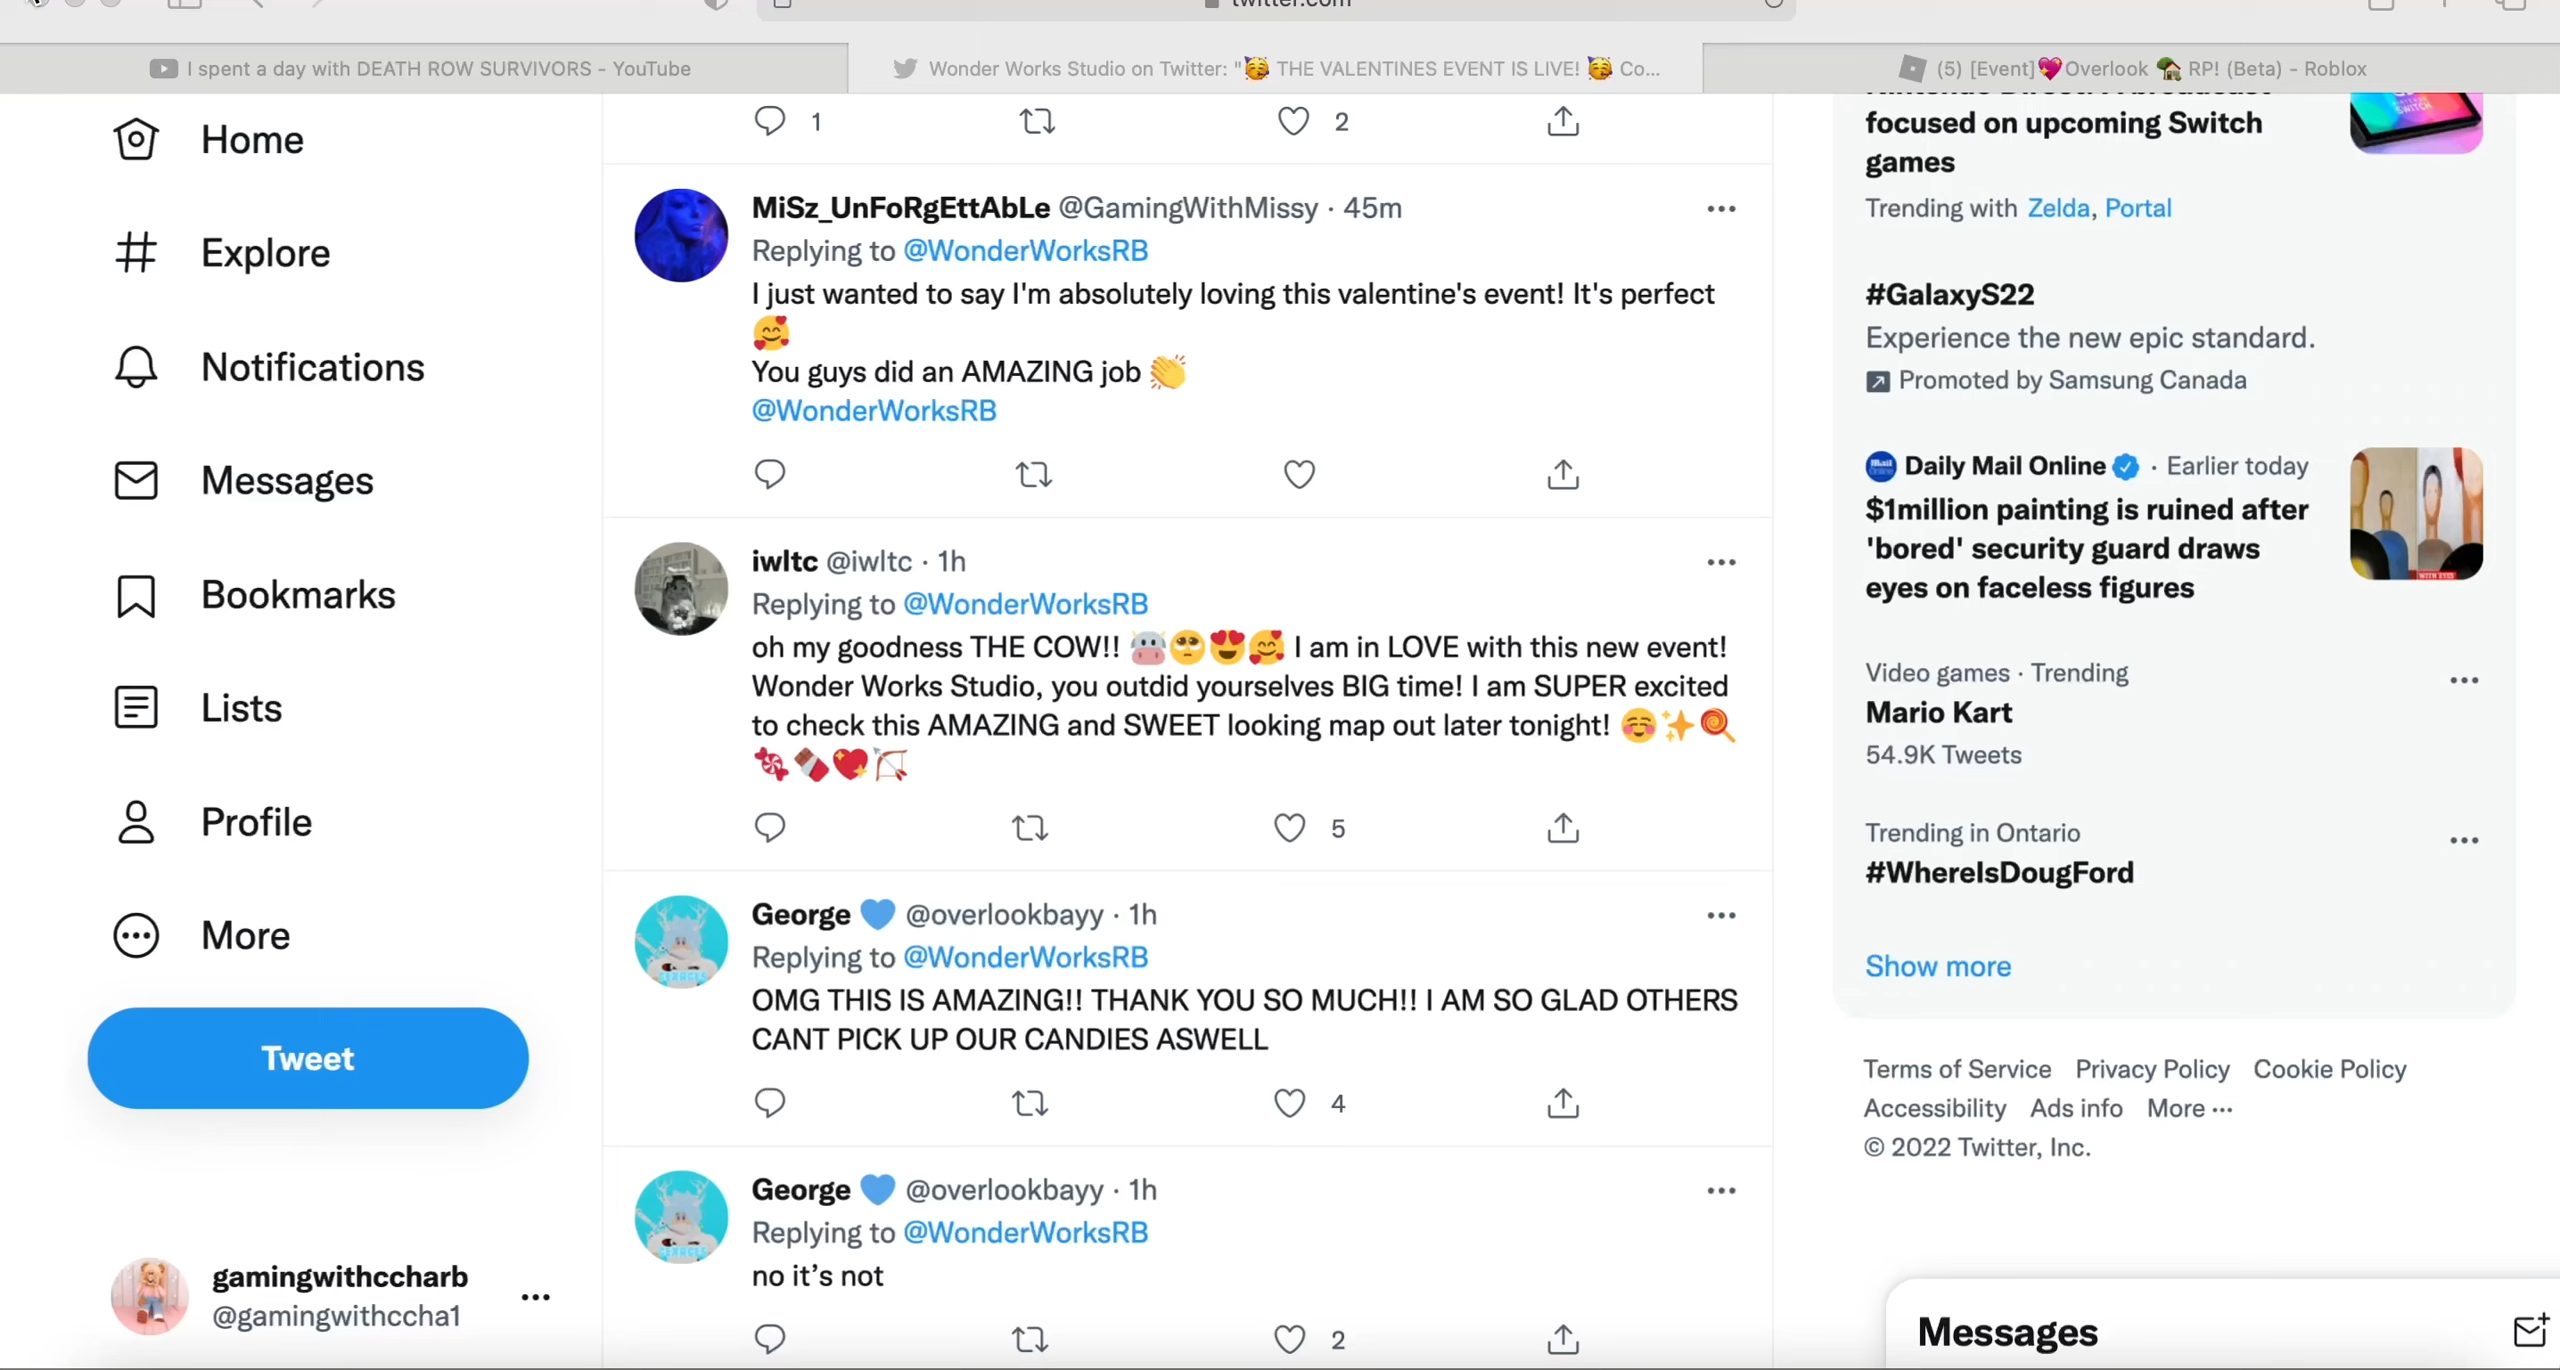 twitter.com
I spent a day with DEATH ROW SURVIVORS - YouTube
Wonder Works Studio on Twitter: "🥳 THE VALENTINES EVENT IS LIVE! 🥳 Co...
(5) [Event]💖Overlook 🏡 RP! (Beta) - Roblox
Home
Explore
Notifications
Messages
Bookmarks
Lists
Profile
More
Tweet
gamingwithccharb
@gamingwithccha1
1
2
MiSz_UnFoRgEttAbLe @GamingWithMissy · 45m
Replying to @WonderWorksRB
I just wanted to say I'm absolutely loving this valentine's event! It's perfect
🥰
You guys did an AMAZING job 👏
@WonderWorksRB
iwltc @iwltc · 1h
Replying to @WonderWorksRB
oh my goodness THE COW!! 🐮🥺😍🥰 I am in LOVE with this new event!
Wonder Works Studio, you outdid yourselves BIG time! I am SUPER excited
to check this AMAZING and SWEET looking map out later tonight! ☺️✨🍭
🍬🍫💖🏹
5
George 💙 @overlookbayy · 1h
Replying to @WonderWorksRB
OMG THIS IS AMAZING!! THANK YOU SO MUCH!! I AM SO GLAD OTHERS
CANT PICK UP OUR CANDIES ASWELL
4
George 💙 @overlookbayy · 1h
Replying to @WonderWorksRB
no it’s not
2
focused on upcoming Switch
games
Trending with Zelda, Portal
SWITCH
#GalaxyS22
Experience the new epic standard.
Promoted by Samsung Canada
Daily Mail Online · Earlier today
$1million painting is ruined after
'bored' security guard draws
eyes on faceless figures
WITH EYES
Video games · Trending
Mario Kart
54.9K Tweets
Trending in Ontario
#WhereIsDougFord
Show more
Terms of Service Privacy Policy Cookie Policy
Accessibility Ads info More ···
© 2022 Twitter, Inc.
Messages